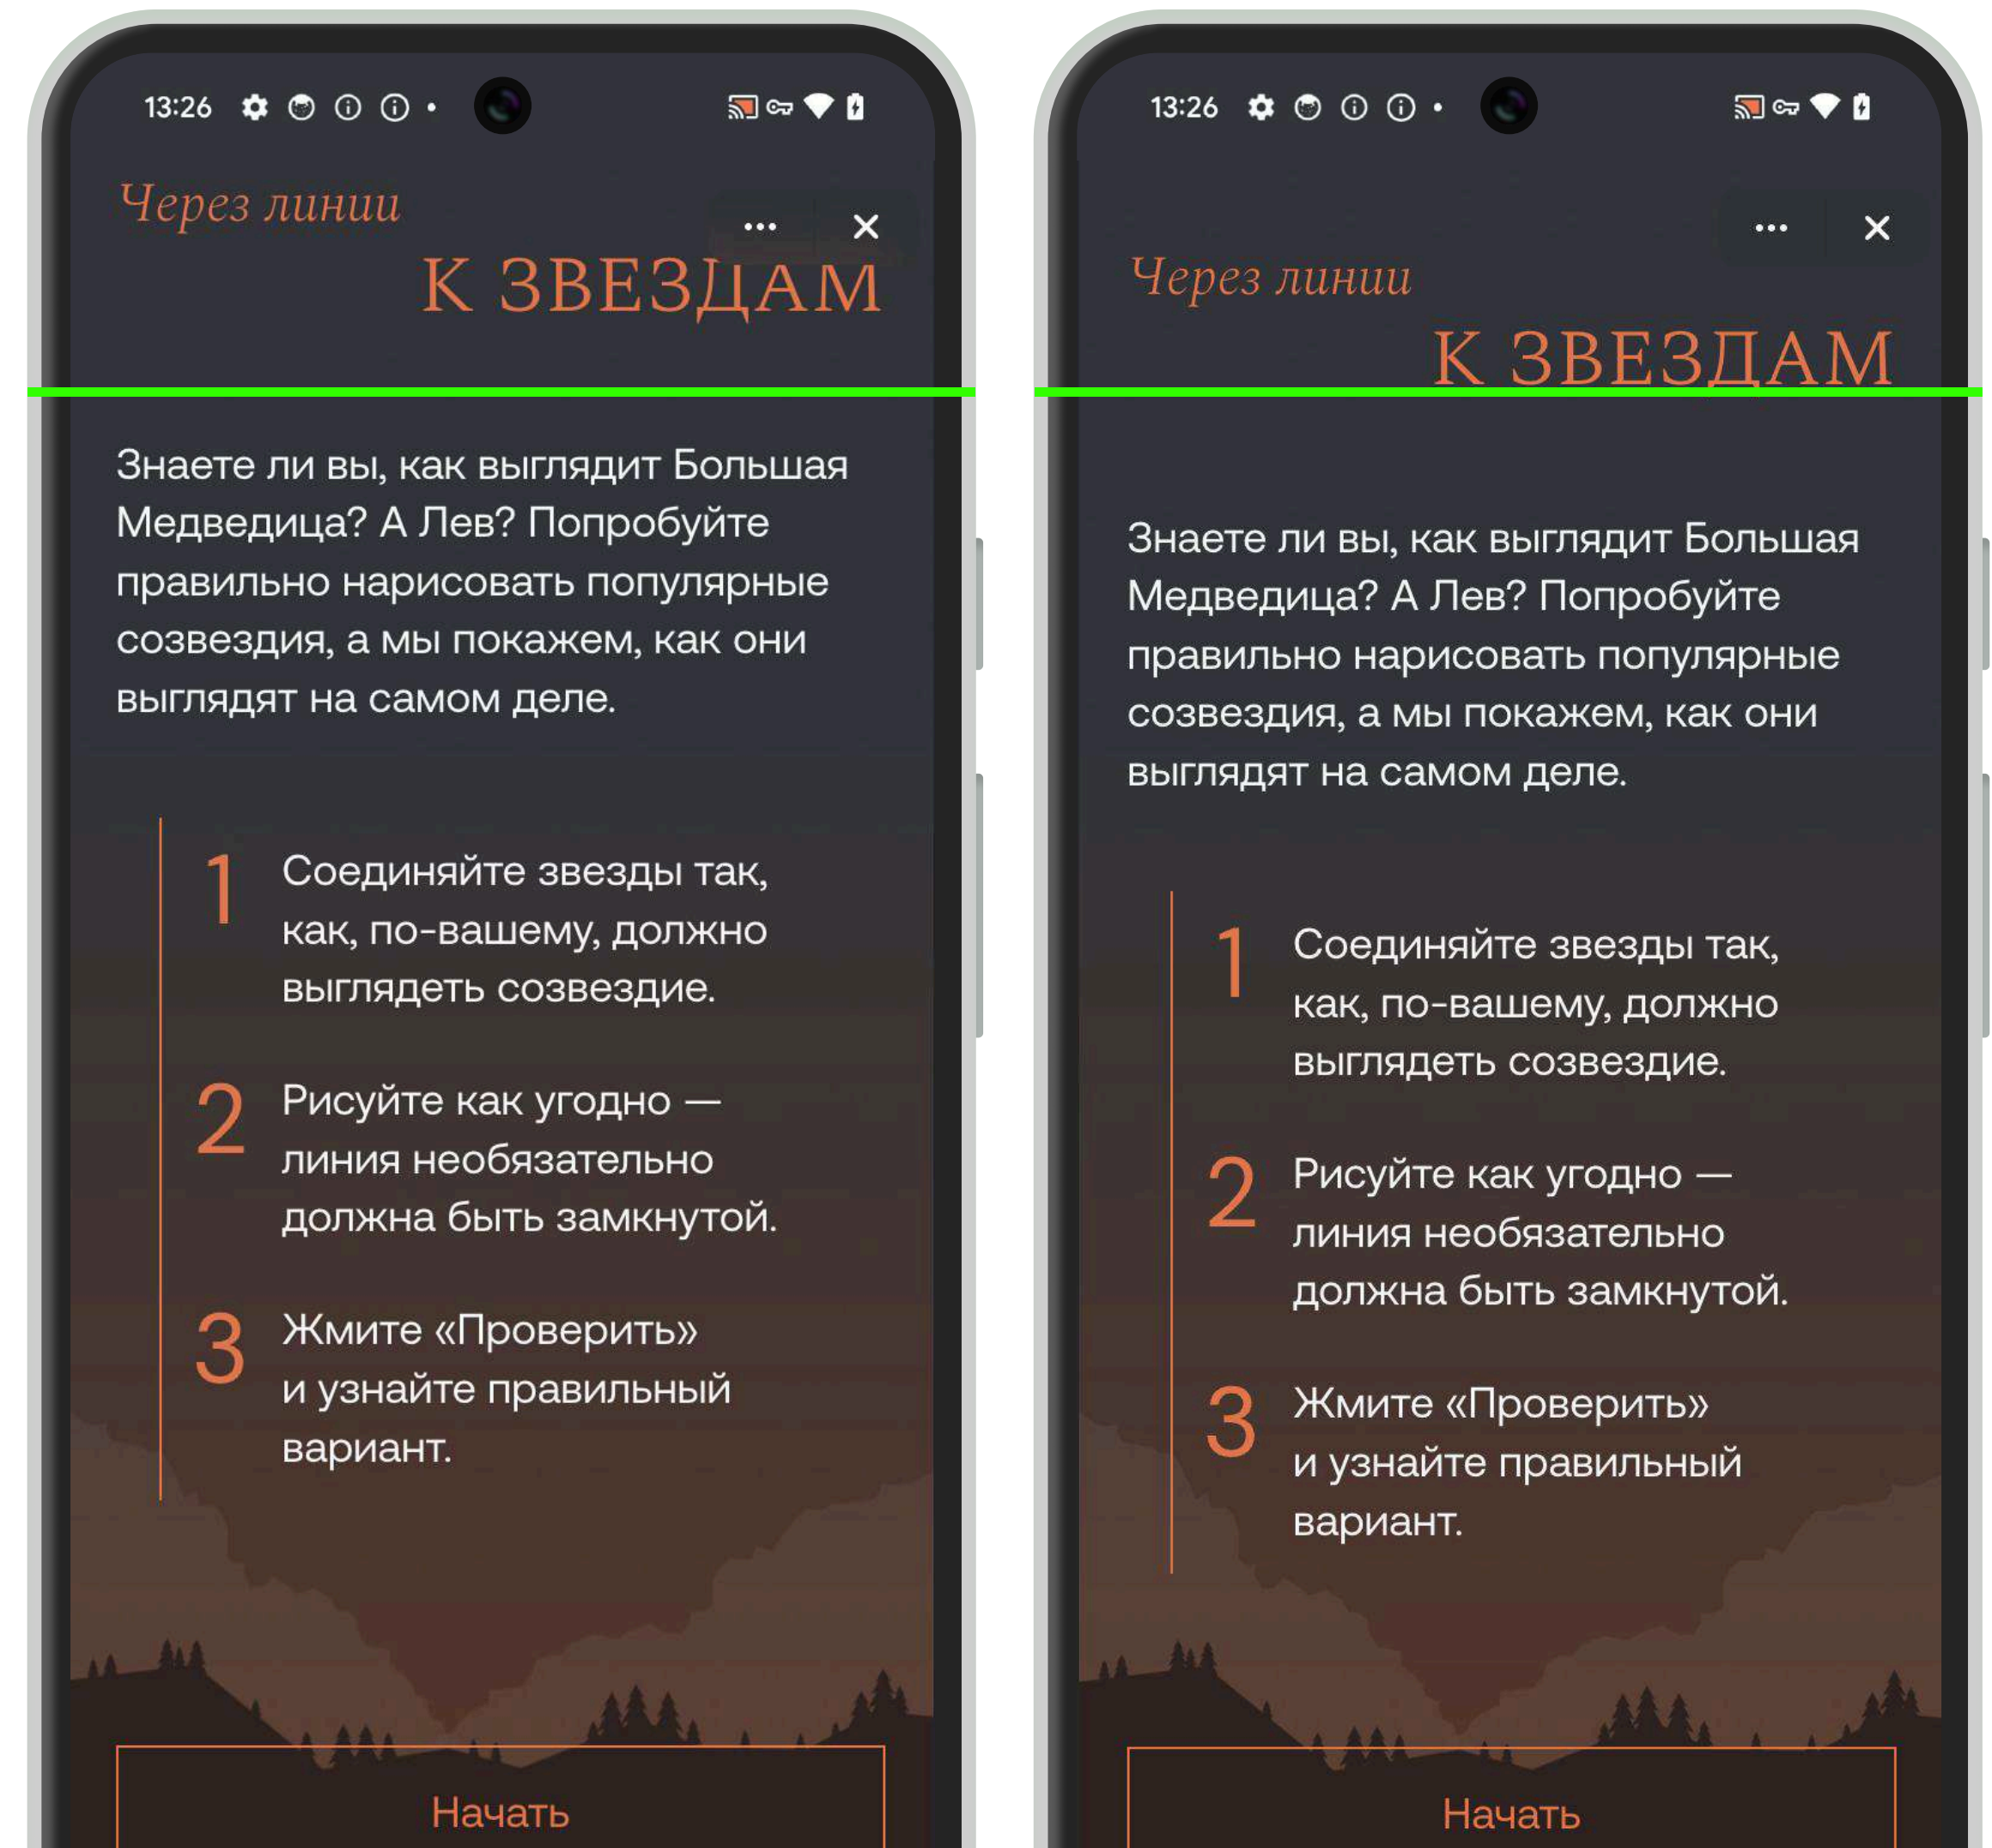 13:26
Через линии
К ЗВЕЗДАМ
Знаете ли вы, как выглядит Большая
Медведица? А Лев? Попробуйте
правильно нарисовать популярные
созвездия, а мы покажем, как они
выглядят на самом деле.
1 Соединяйте звезды так,
как, по-вашему, должно
выглядеть созвездие.
2 Рисуйте как угодно —
линия необязательно
должна быть замкнутой.
3 Жмите «Проверить»
и узнайте правильный
вариант.
Начать
13:26
Через линии
К ЗВЕЗДАМ
Знаете ли вы, как выглядит Большая
Медведица? А Лев? Попробуйте
правильно нарисовать популярные
созвездия, а мы покажем, как они
выглядят на самом деле.
1 Соединяйте звезды так,
как, по-вашему, должно
выглядеть созвездие.
2 Рисуйте как угодно —
линия необязательно
должна быть замкнутой.
3 Жмите «Проверить»
и узнайте правильный
вариант.
Начать